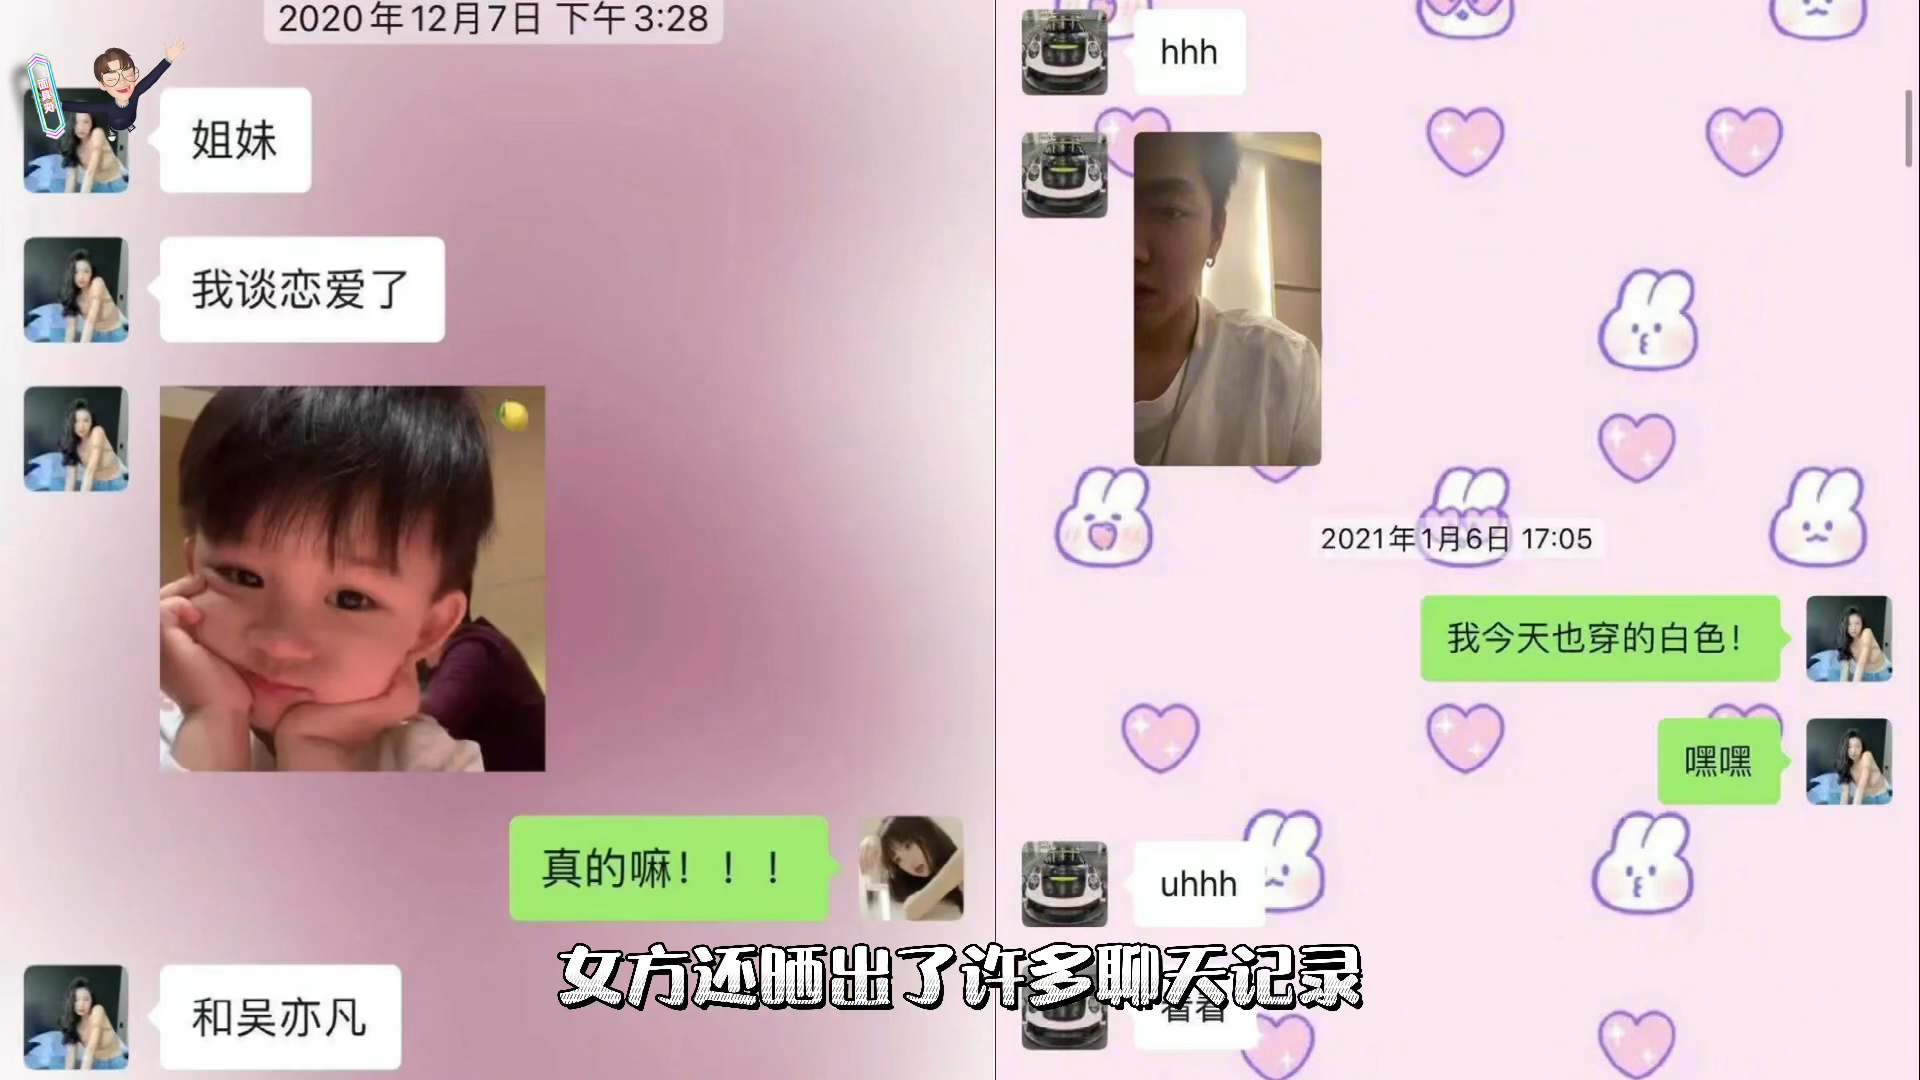 2020年12月7日 下午3:28
姐妹
我谈恋爱了
真的嘛！！！
和吴亦凡
hhh
2021年1月6日 17:05
我今天也穿的白色！
嘿嘿
uhhh
看看
女方还晒出了许多聊天记录